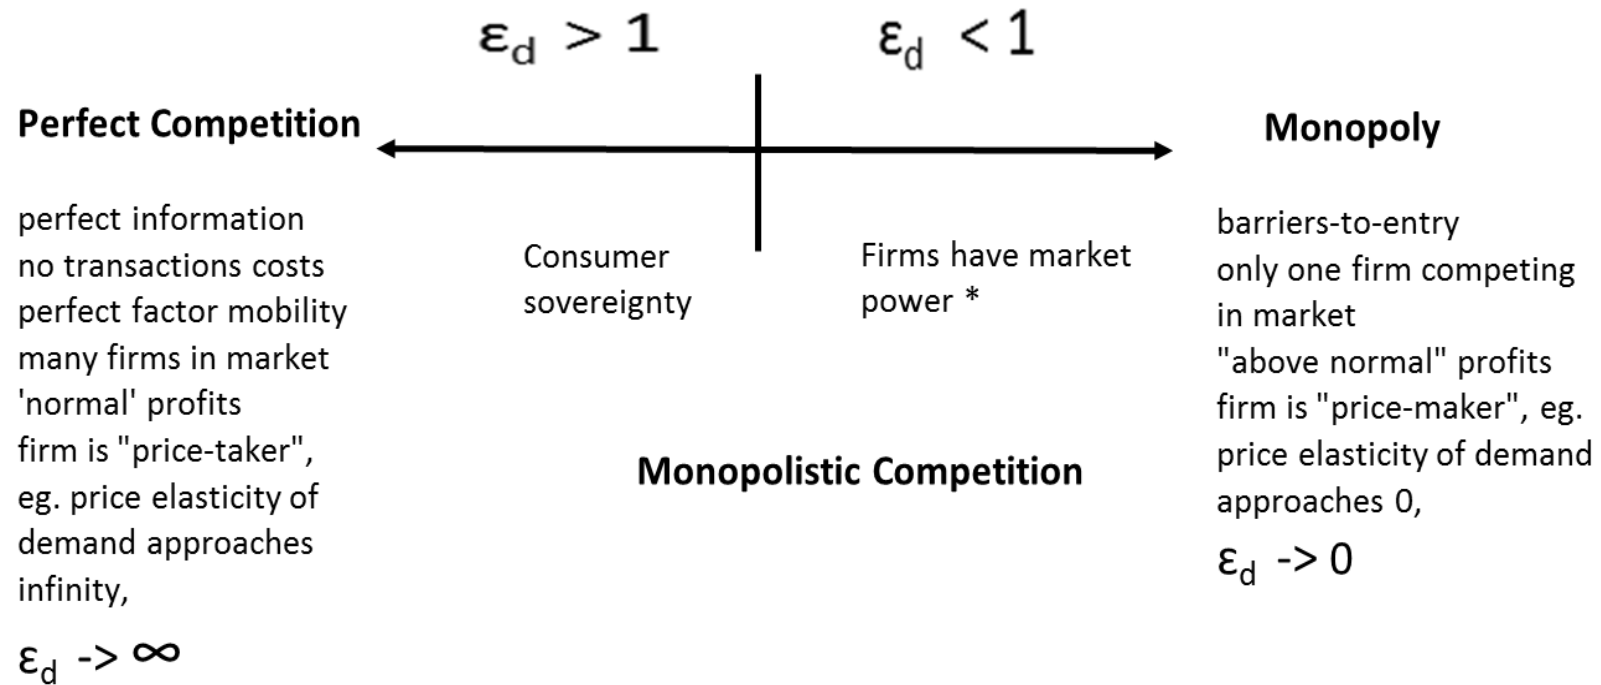 εd > 1
εd < 1
Perfect Competition
Monopoly
perfect information
no transactions costs
perfect factor mobility
many firms in market
'normal' profits
firm is "price-taker",
eg. price elasticity of
demand approaches
infinity,
εd -> ∞
Consumer
sovereignty
Firms have market
power *
Monopolistic Competition
barriers-to-entry
only one firm competing
in market
"above normal" profits
firm is "price-maker", eg.
price elasticity of demand
approaches 0,
εd -> 0